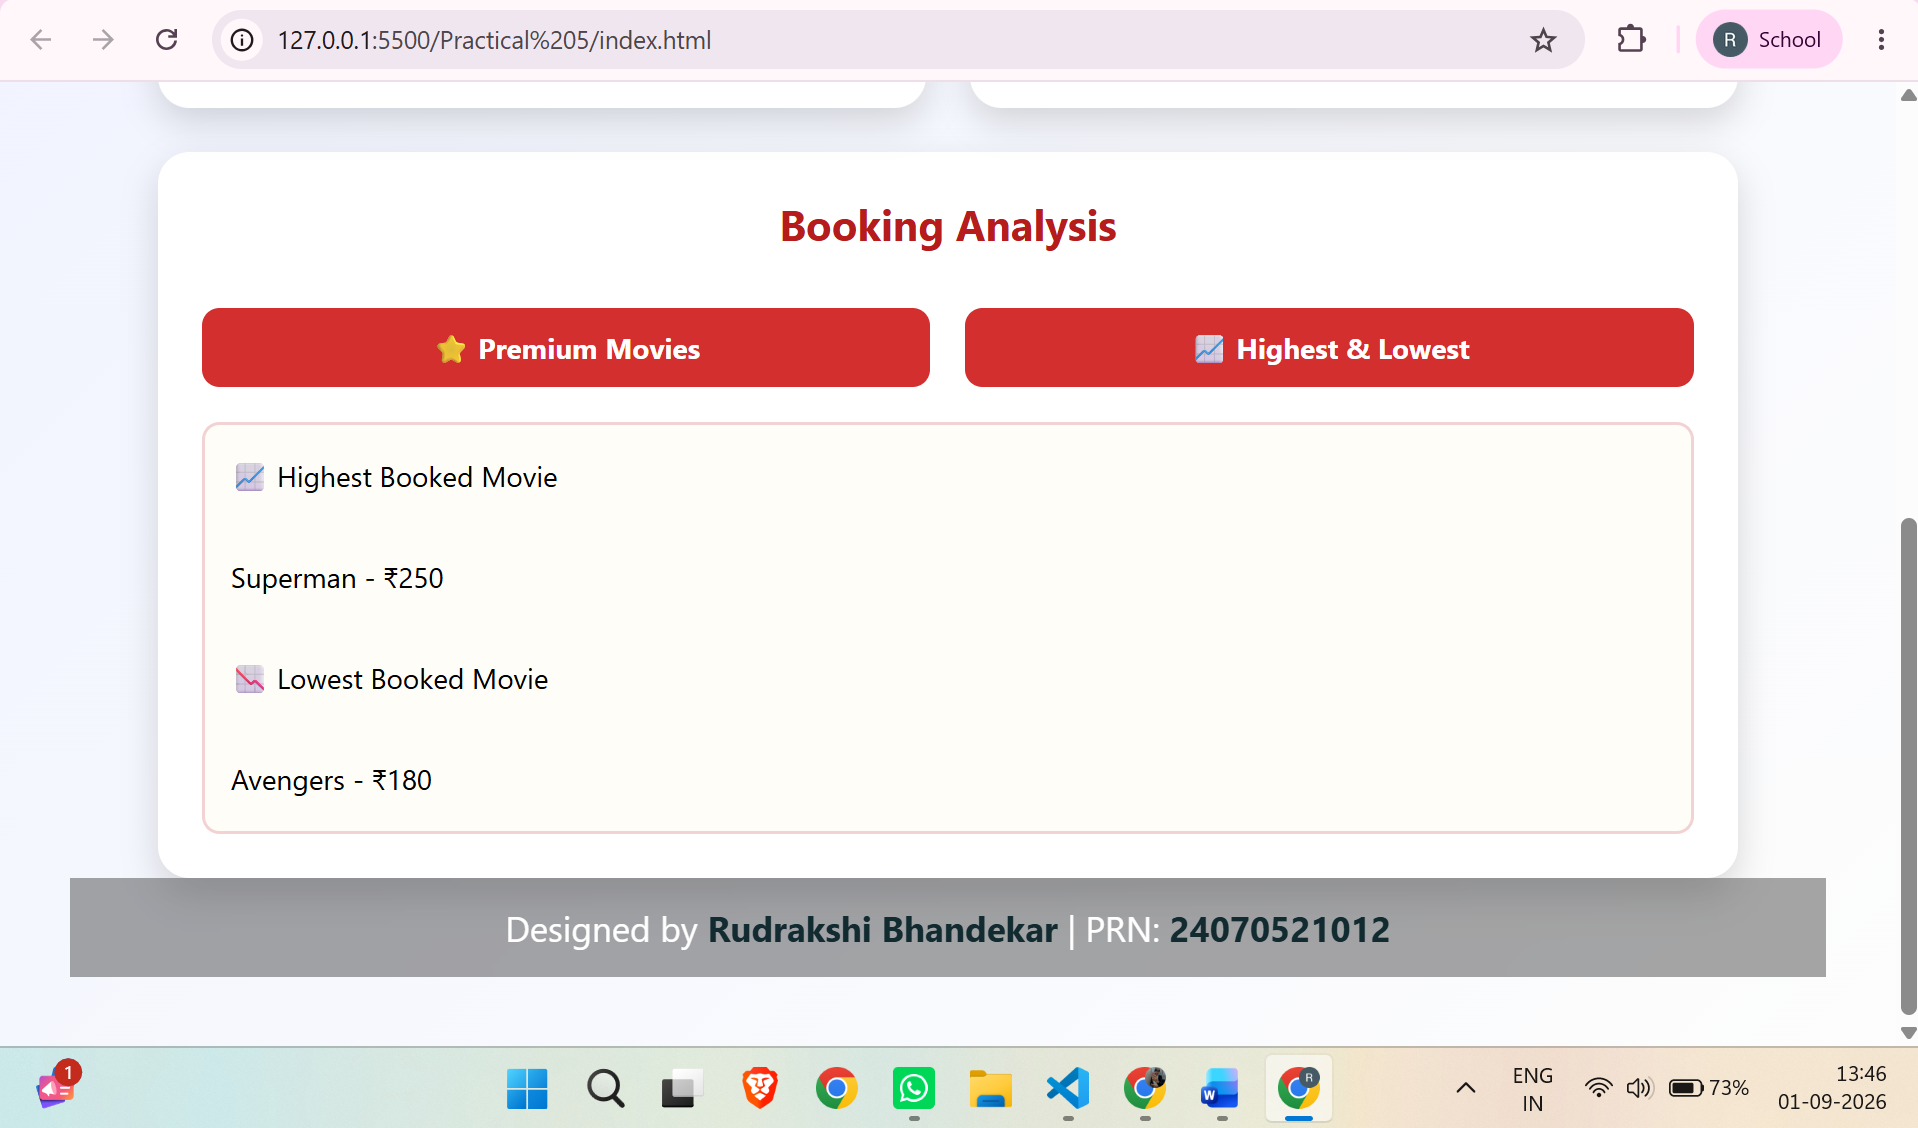 127.0.0.1:5500/Practical%205/index.html
R School
Booking Analysis
⭐ Premium Movies
📈 Highest & Lowest
📈 Highest Booked Movie
Superman - ₹250
📉 Lowest Booked Movie
Avengers - ₹180
Designed by Rudrakshi Bhandekar | PRN: 24070521012
1
W
R
ENG
IN
73%
13:46
01-09-2026